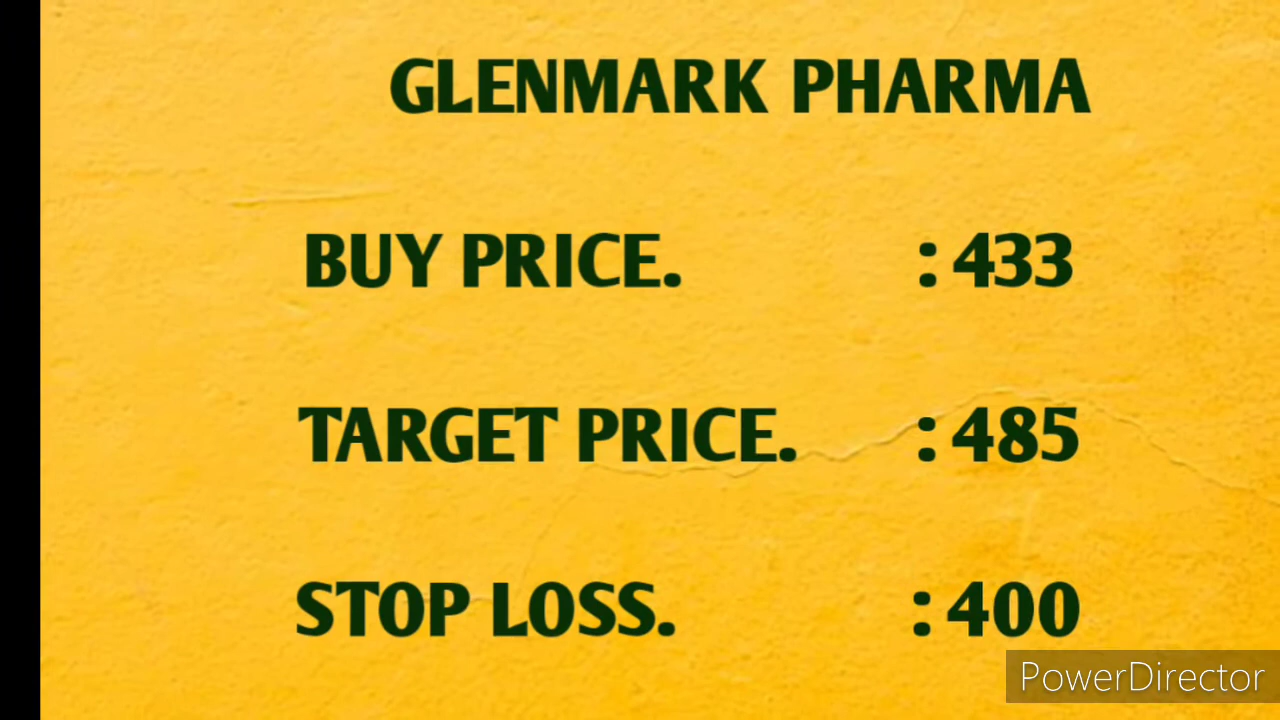 GLENMARK PHARMA
BUY PRICE. : 433
TARGET PRICE. : 485
STOP LOSS. : 400
PowerDirector